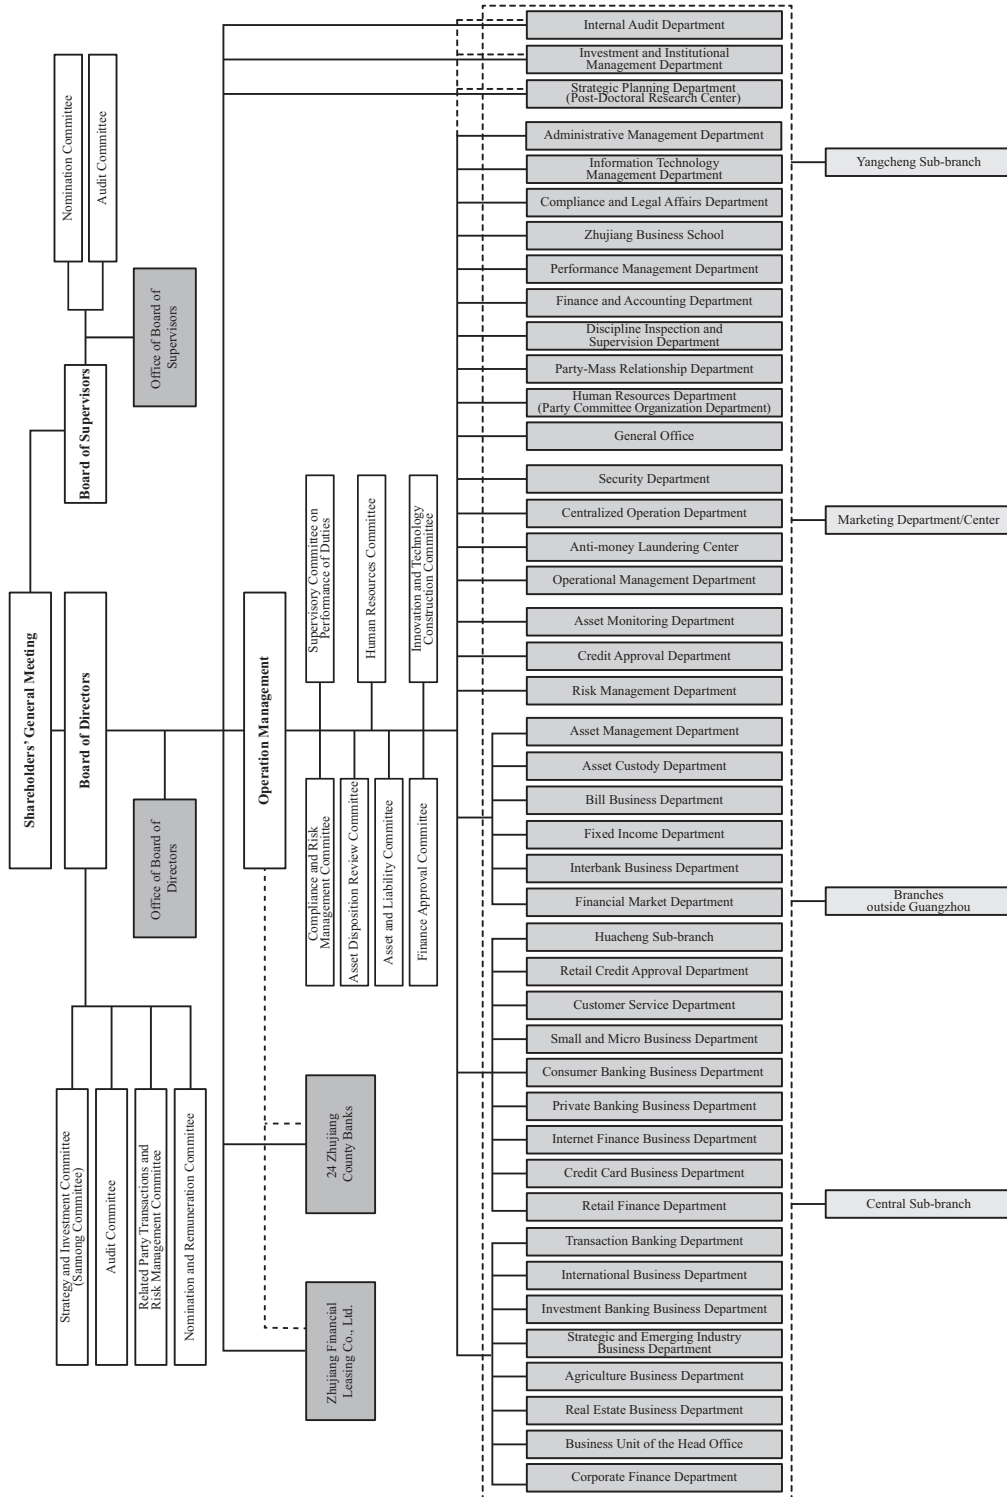 Shareholders' General Meeting
Board of Supervisors
Nomination Committee
Audit Committee
Office of Board of
Supervisors
Board of Directors
Office of Board of
Directors
Strategy and Investment Committee
(Sannong Committee)
Audit Committee
Related Party Transactions and
Risk Management Committee
Nomination and Remuneration Committee
Operation Management
24 Zhujiang
County Banks
Zhujiang Financial
Leasing Co., Ltd.
Supervisory Committee on
Performance of Duties
Human Resources Committee
Innovation and Technology
Construction Committee
Compliance and Risk
Management Committee
Asset Disposition Review Committee
Asset and Liability Committee
Finance Approval Committee
Internal Audit Department
Investment and Institutional
Management Department
Strategic Planning Department
(Post-Doctoral Research Center)
Administrative Management Department
Information Technology
Management Department
Compliance and Legal Affairs Department
Zhujiang Business School
Performance Management Department
Finance and Accounting Department
Discipline Inspection and
Supervision Department
Party-Mass Relationship Department
Human Resources Department
(Party Committee Organization Department)
General Office
Security Department
Centralized Operation Department
Anti-money Laundering Center
Operational Management Department
Asset Monitoring Department
Credit Approval Department
Risk Management Department
Asset Management Department
Asset Custody Department
Bill Business Department
Fixed Income Department
Interbank Business Department
Financial Market Department
Huacheng Sub-branch
Retail Credit Approval Department
Customer Service Department
Small and Micro Business Department
Consumer Banking Business Department
Private Banking Business Department
Internet Finance Business Department
Credit Card Business Department
Retail Finance Department
Transaction Banking Department
International Business Department
Investment Banking Business Department
Strategic and Emerging Industry
Business Department
Agriculture Business Department
Real Estate Business Department
Business Unit of the Head Office
Corporate Finance Department
Yangcheng Sub-branch
Marketing Department/Center
Branches
outside Guangzhou
Central Sub-branch